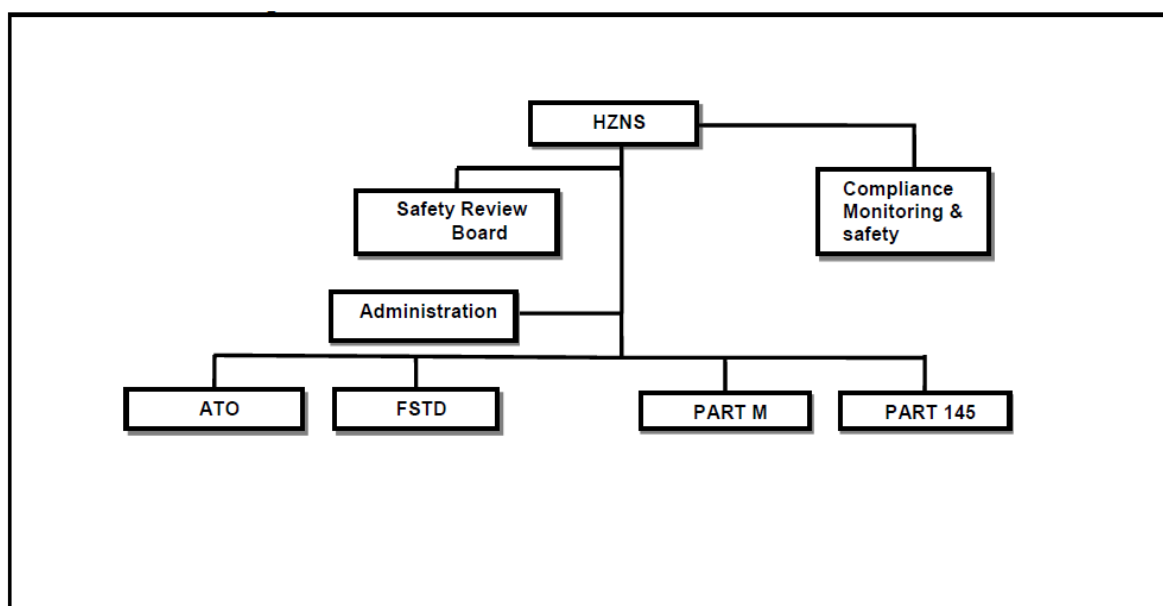 HZNS
Safety Review
Board
Compliance
Monitoring &
safety
Administration
ATO
FSTD
PART M
PART 145